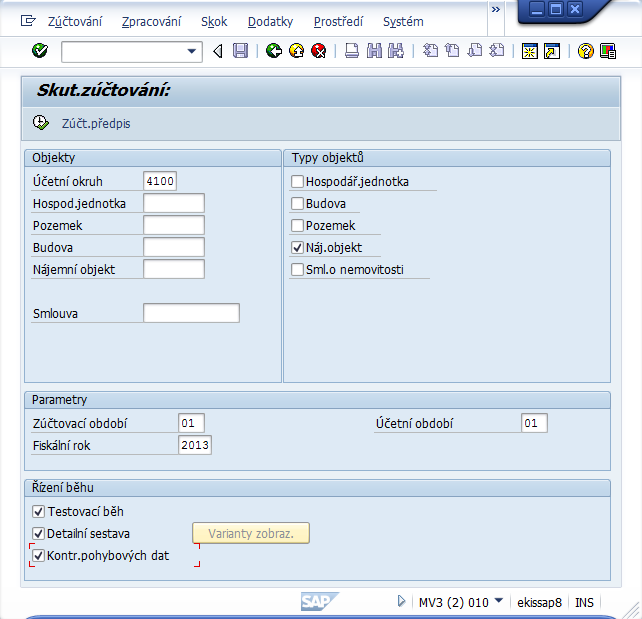 Zúčtování Zpracování Skok Dodatky Prostředí Systém »
Skut.zúčtování:
Zúčt.předpis
Objekty
Účetní okruh 4100
Hospod.jednotka
Pozemek
Budova
Nájemní objekt
Smlouva
Typy objektů
Hospodář.jednotka
Budova
Pozemek
Náj.objekt
Sml.o nemovitosti
Parametry
Zúčtovací období 01 Účetní období 01
Fiskální rok 2013
Řízení běhu
Testovací běh
Detailní sestava Varianty zobraz.
Kontr.pohybových dat
SAP MV3 (2) 010 ekissap8 INS